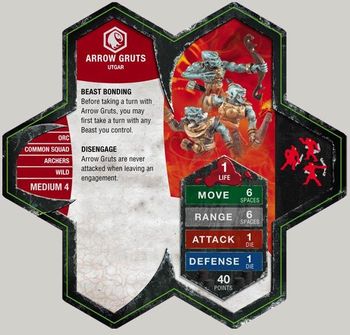 ARROW GRUTS
UTGAR
BEAST BONDING
Before taking a turn with
Arrow Gruts, you may
first take a turn with any
Beast you control.
DISENGAGE
Arrow Gruts are never
attacked when leaving an
engagement.
ORC
COMMON SQUAD
ARCHERS
WILD
MEDIUM 4
1
LIFE
MOVE 6
SPACES
RANGE 6
SPACES
ATTACK 1
DIE
DEFENSE 1
DIE
40
POINTS